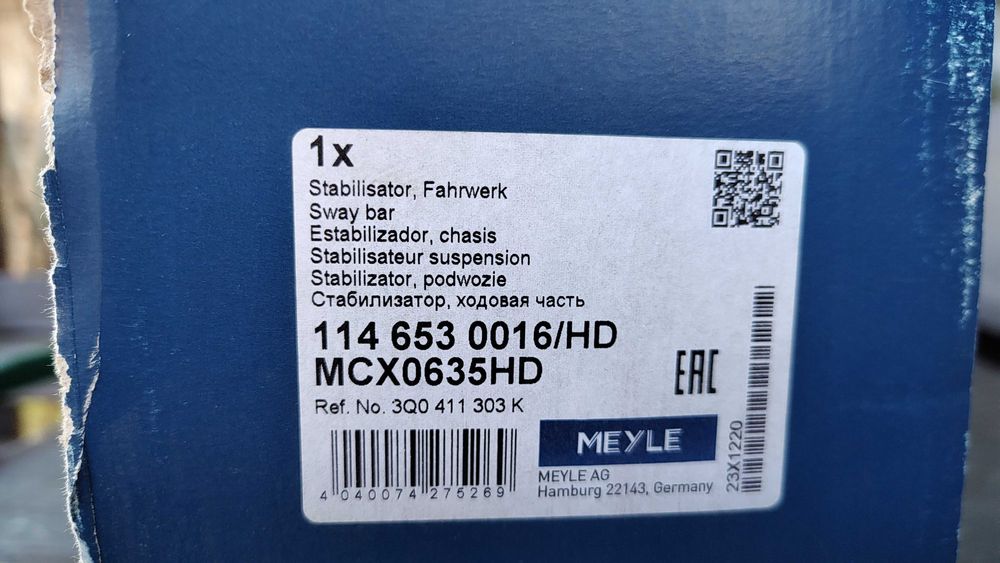 1x
Stabilisator, Fahrwerk
Sway bar
Estabilizador, chasis
Stabilisateur suspension
Stabilizator, podwozie
Стабилизатор, ходовая часть
114 653 0016/HD
MCX0635HD
Ref. No. 3Q0 411 303 K
EAC
4 040074 275269
MEYLE
MEYLE AG
Hamburg 22143, Germany
23X1220